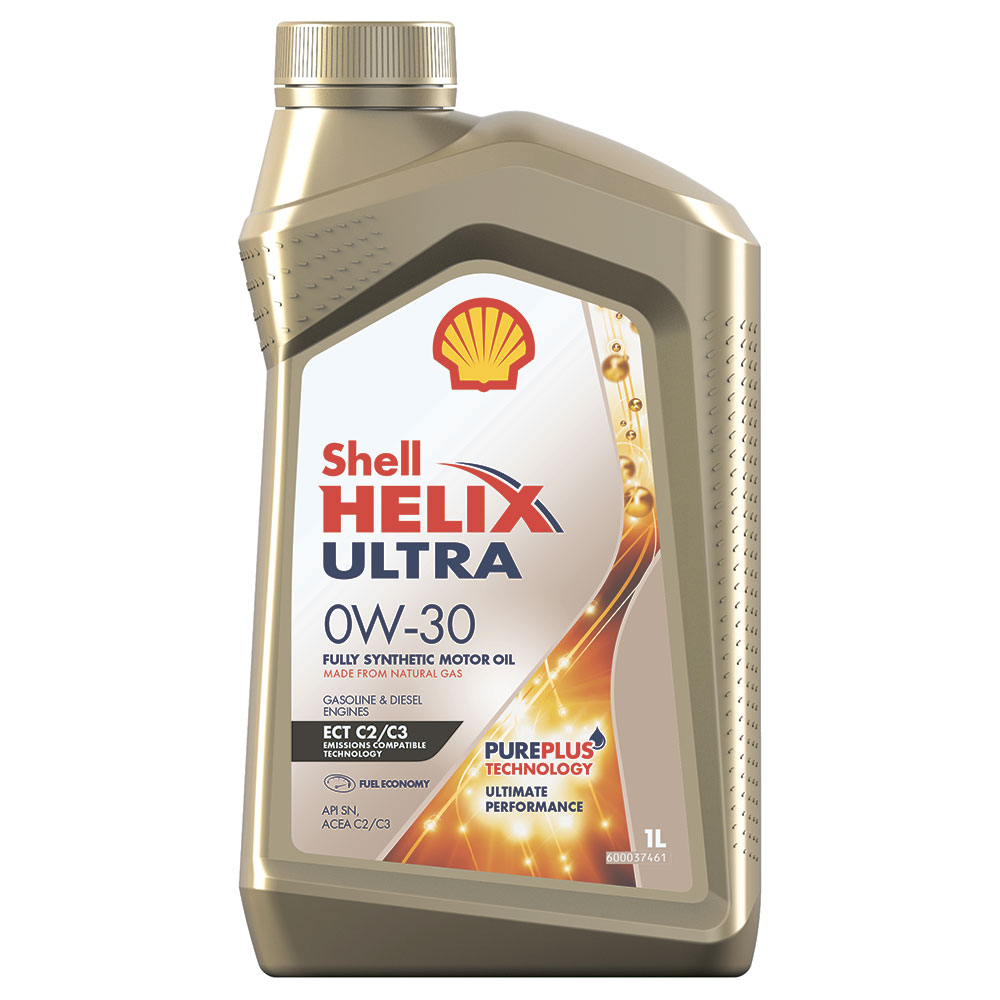 Shell
HELIX
ULTRA
0W-30
FULLY SYNTHETIC MOTOR OIL
MADE FROM NATURAL GAS
GASOLINE & DIESEL
ENGINES
ECT C2/C3
EMISSIONS COMPATIBLE
TECHNOLOGY
FUEL ECONOMY
API SN,
ACEA C2/C3
PUREPLUS
TECHNOLOGY
ULTIMATE
PERFORMANCE
1L
600037461